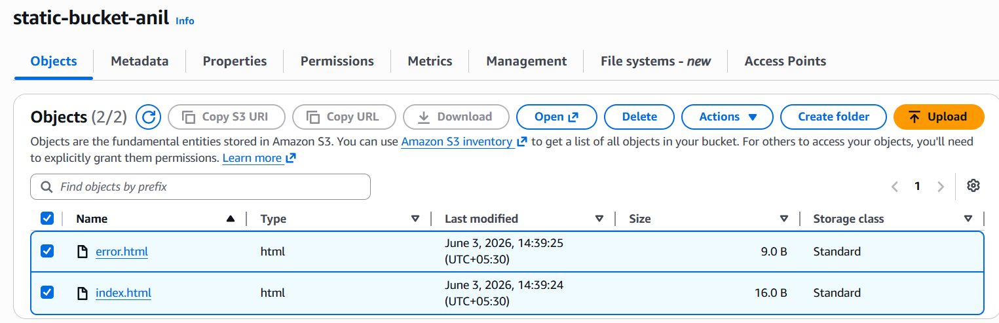 static-bucket-anil Info
Objects Metadata Properties Permissions Metrics Management File systems - new Access Points
Objects (2/2) Copy S3 URI Copy URL Download Open Delete Actions Create folder Upload
Objects are the fundamental entities stored in Amazon S3. You can use Amazon S3 inventory to get a list of all objects in your bucket. For others to access your objects, you'll need
to explicitly grant them permissions. Learn more
Find objects by prefix
1
Name Type Last modified Size Storage class
error.html html June 3, 2026, 14:39:25 9.0 B Standard
(UTC+05:30)
index.html html June 3, 2026, 14:39:24 16.0 B Standard
(UTC+05:30)